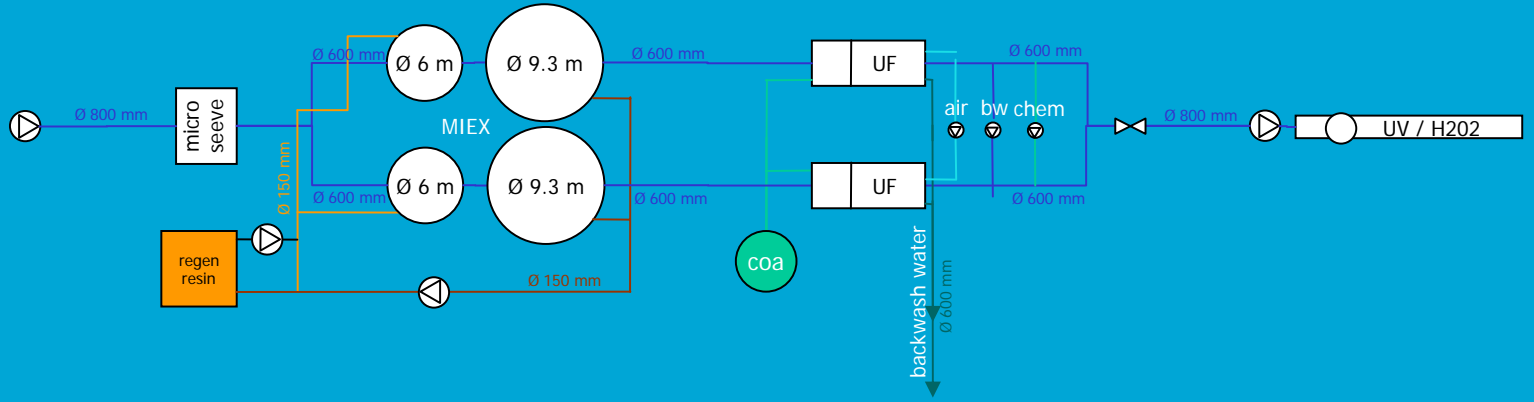 Ø 800 mm
micro
seeve
Ø 600 mm
Ø 6 m
Ø 9.3 m
Ø 600 mm
MIEX
Ø 150 mm
Ø 600 mm
Ø 6 m
Ø 9.3 m
Ø 600 mm
regen
resin
Ø 150 mm
UF
UF
coa
air
bw
chem
Ø 600 mm
Ø 600 mm
backwash water
Ø 600 mm
Ø 800 mm
UV / H202